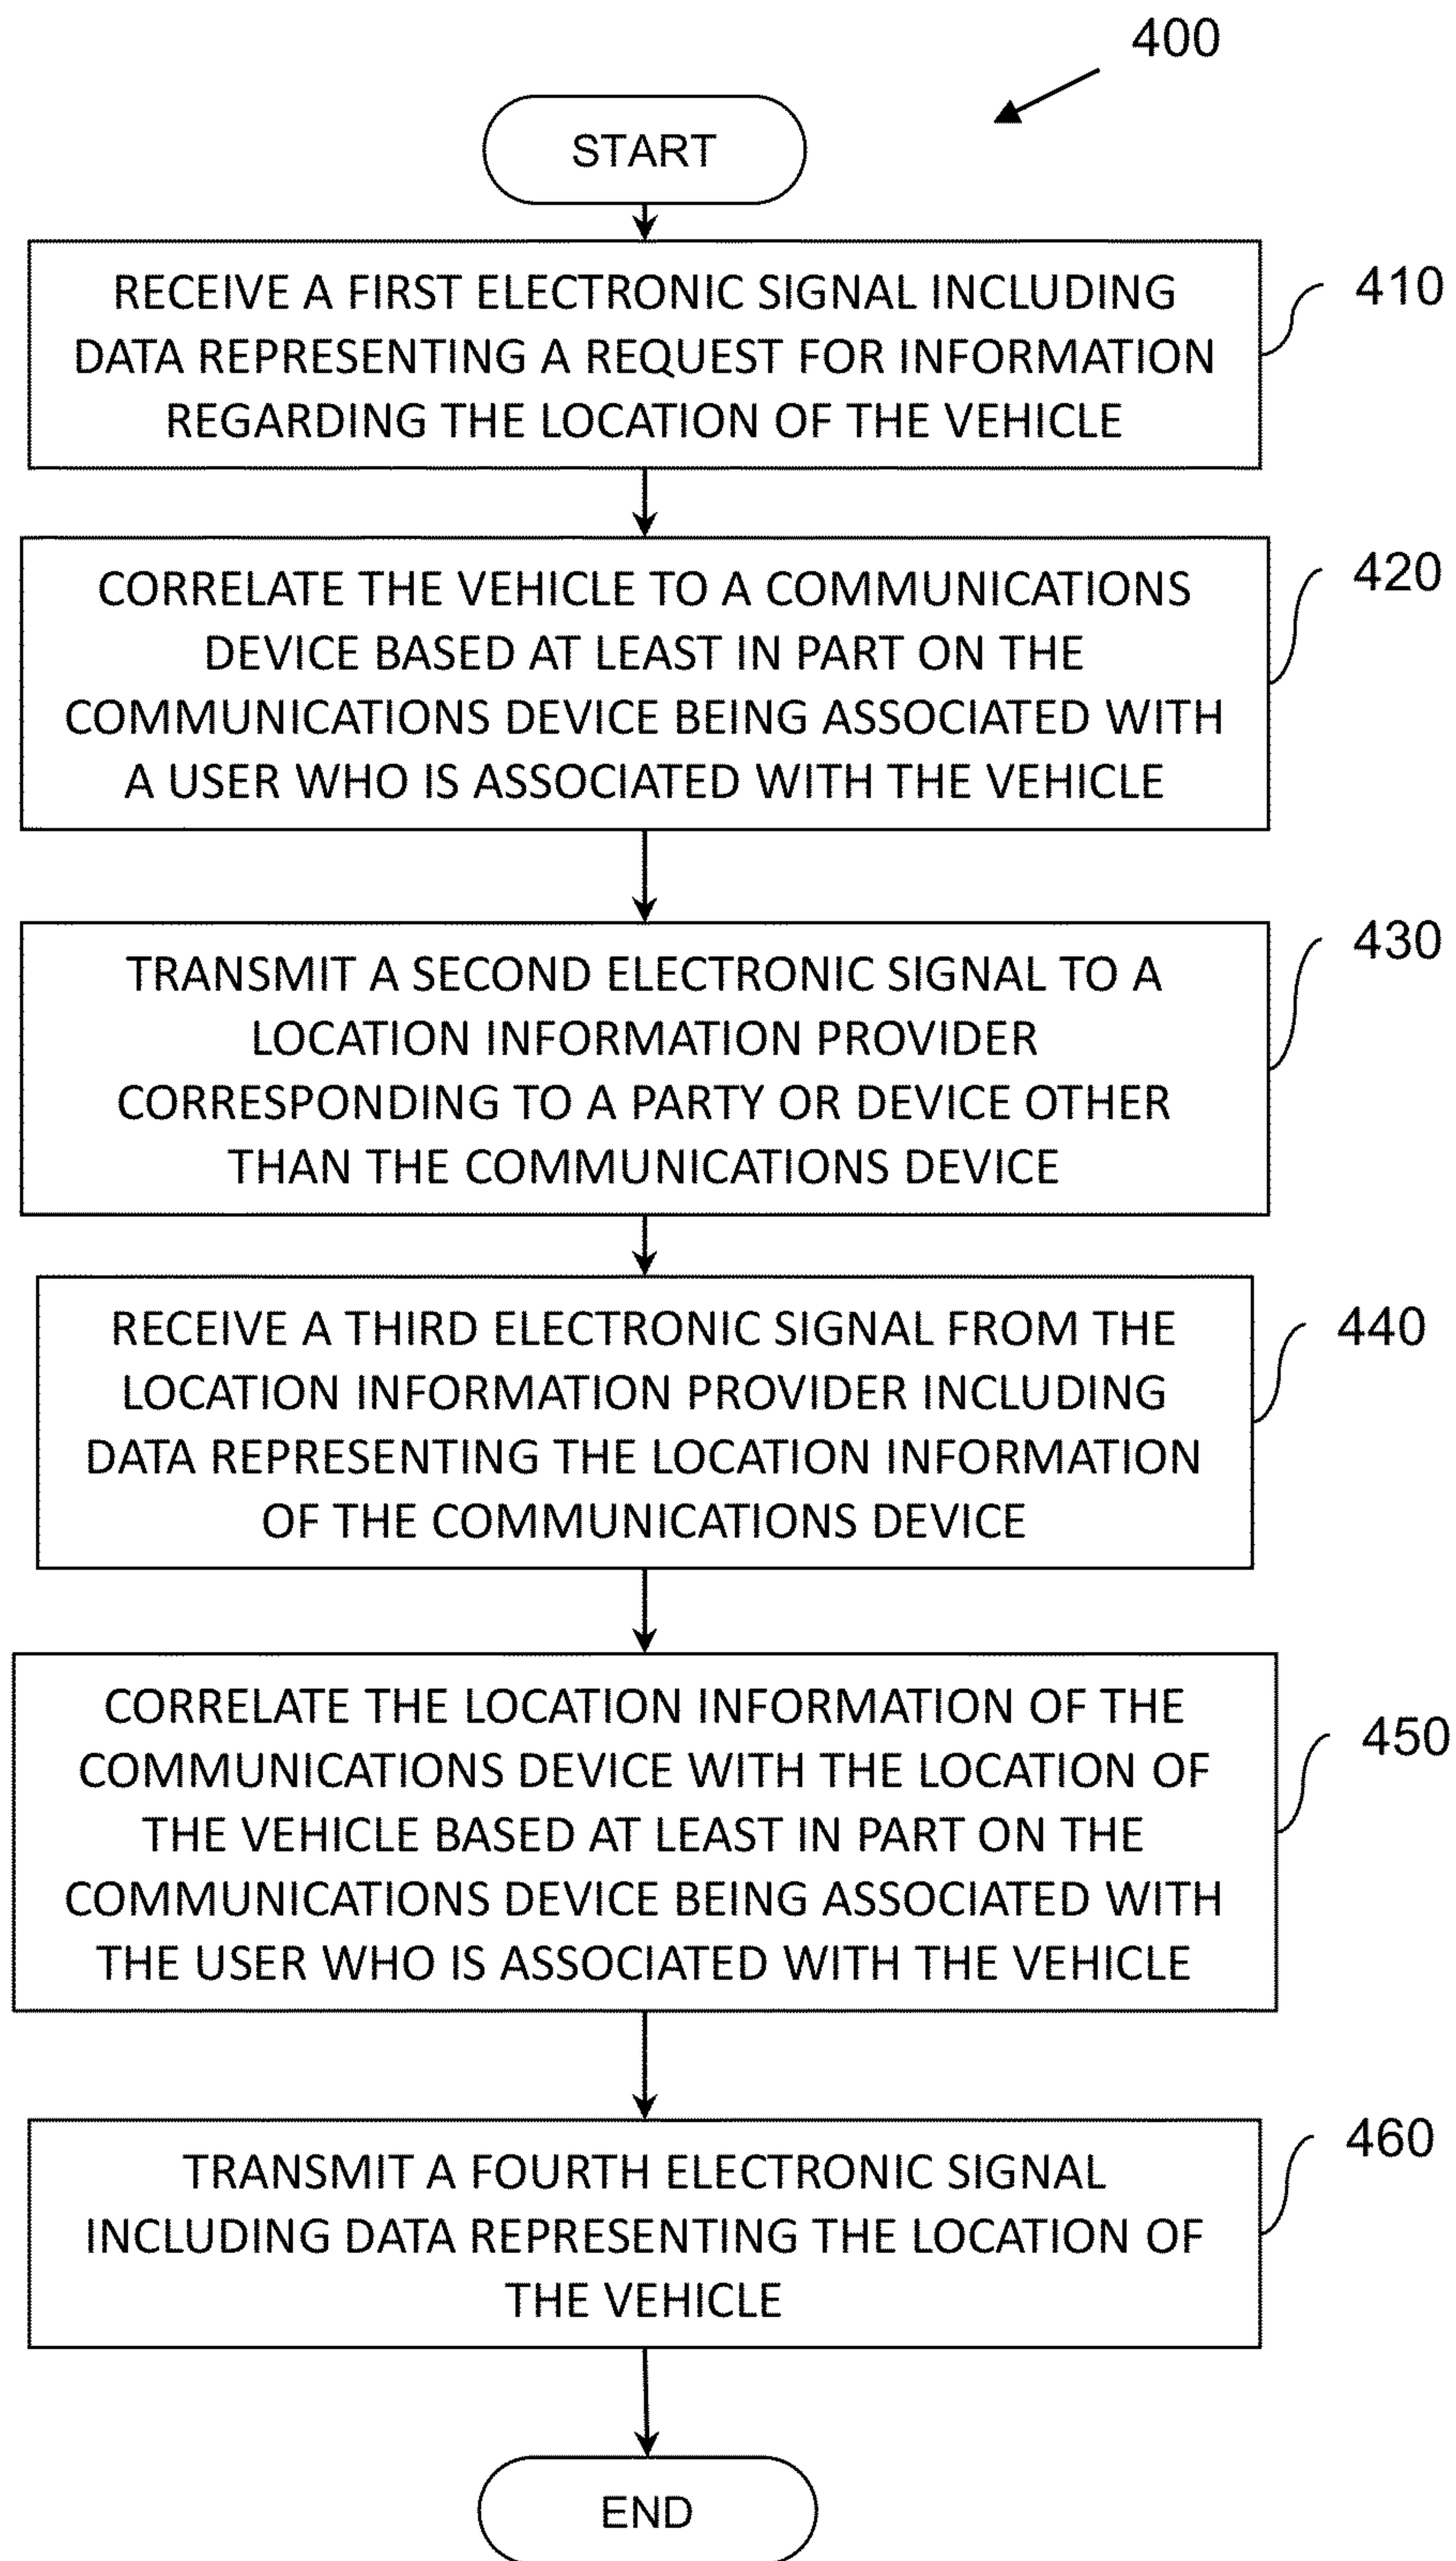 400
START
RECEIVE A FIRST ELECTRONIC SIGNAL INCLUDING
DATA REPRESENTING A REQUEST FOR INFORMATION
REGARDING THE LOCATION OF THE VEHICLE
410
CORRELATE THE VEHICLE TO A COMMUNICATIONS
DEVICE BASED AT LEAST IN PART ON THE
COMMUNICATIONS DEVICE BEING ASSOCIATED WITH
A USER WHO IS ASSOCIATED WITH THE VEHICLE
420
TRANSMIT A SECOND ELECTRONIC SIGNAL TO A
LOCATION INFORMATION PROVIDER
CORRESPONDING TO A PARTY OR DEVICE OTHER
THAN THE COMMUNICATIONS DEVICE
430
RECEIVE A THIRD ELECTRONIC SIGNAL FROM THE
LOCATION INFORMATION PROVIDER INCLUDING
DATA REPRESENTING THE LOCATION INFORMATION
OF THE COMMUNICATIONS DEVICE
440
CORRELATE THE LOCATION INFORMATION OF THE
COMMUNICATIONS DEVICE WITH THE LOCATION OF
THE VEHICLE BASED AT LEAST IN PART ON THE
COMMUNICATIONS DEVICE BEING ASSOCIATED WITH
THE USER WHO IS ASSOCIATED WITH THE VEHICLE
450
TRANSMIT A FOURTH ELECTRONIC SIGNAL
INCLUDING DATA REPRESENTING THE LOCATION OF
THE VEHICLE
460
END